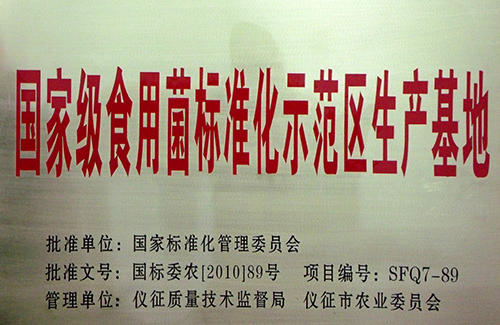 国家级食用菌标准化示范区生产基地
批准单位：国家标准化管理委员会
批准文号：国标委农[2010]89号 项目编号：SFQ7-89
管理单位：仪征质量技术监督局 仪征市农业委员会